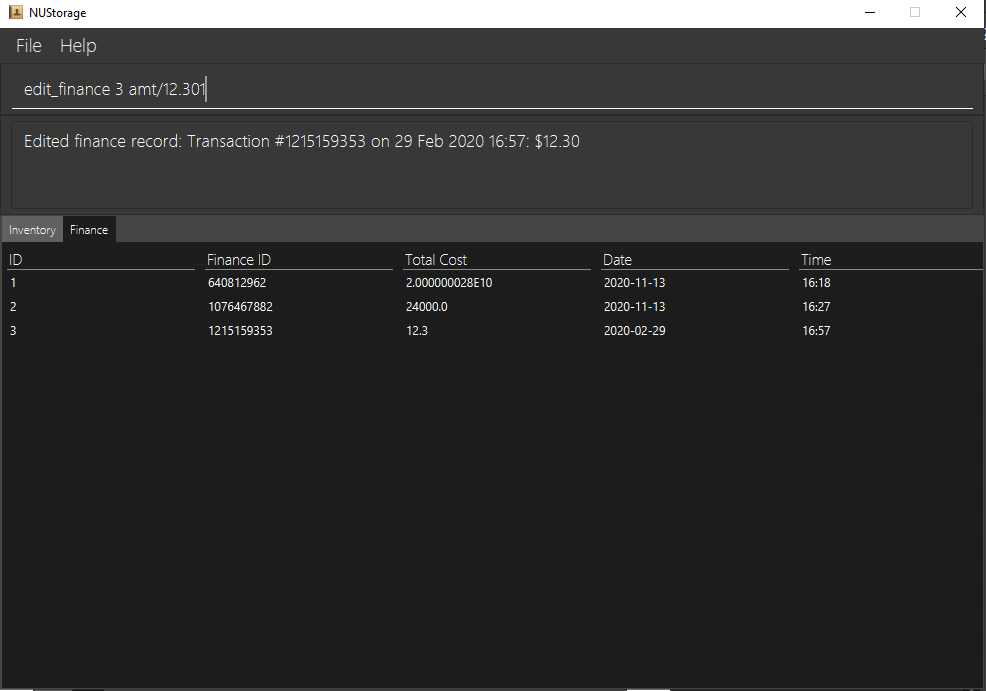 NUStorage
File Help
edit_finance 3 amt/12.301
Edited finance record: Transaction #1215159353 on 29 Feb 2020 16:57: $12.30
Inventory Finance
ID Finance ID Total Cost Date Time
1 640812962 2.000000028E10 2020-11-13 16:18
2 1076467882 24000.0 2020-11-13 16:27
3 1215159353 12.3 2020-02-29 16:57